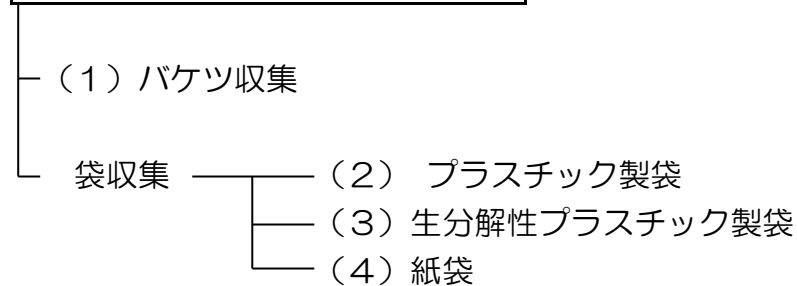 （１）バケツ収集
袋収集
（２） プラスチック製袋
（３）生分解性プラスチック製袋
（４）紙袋